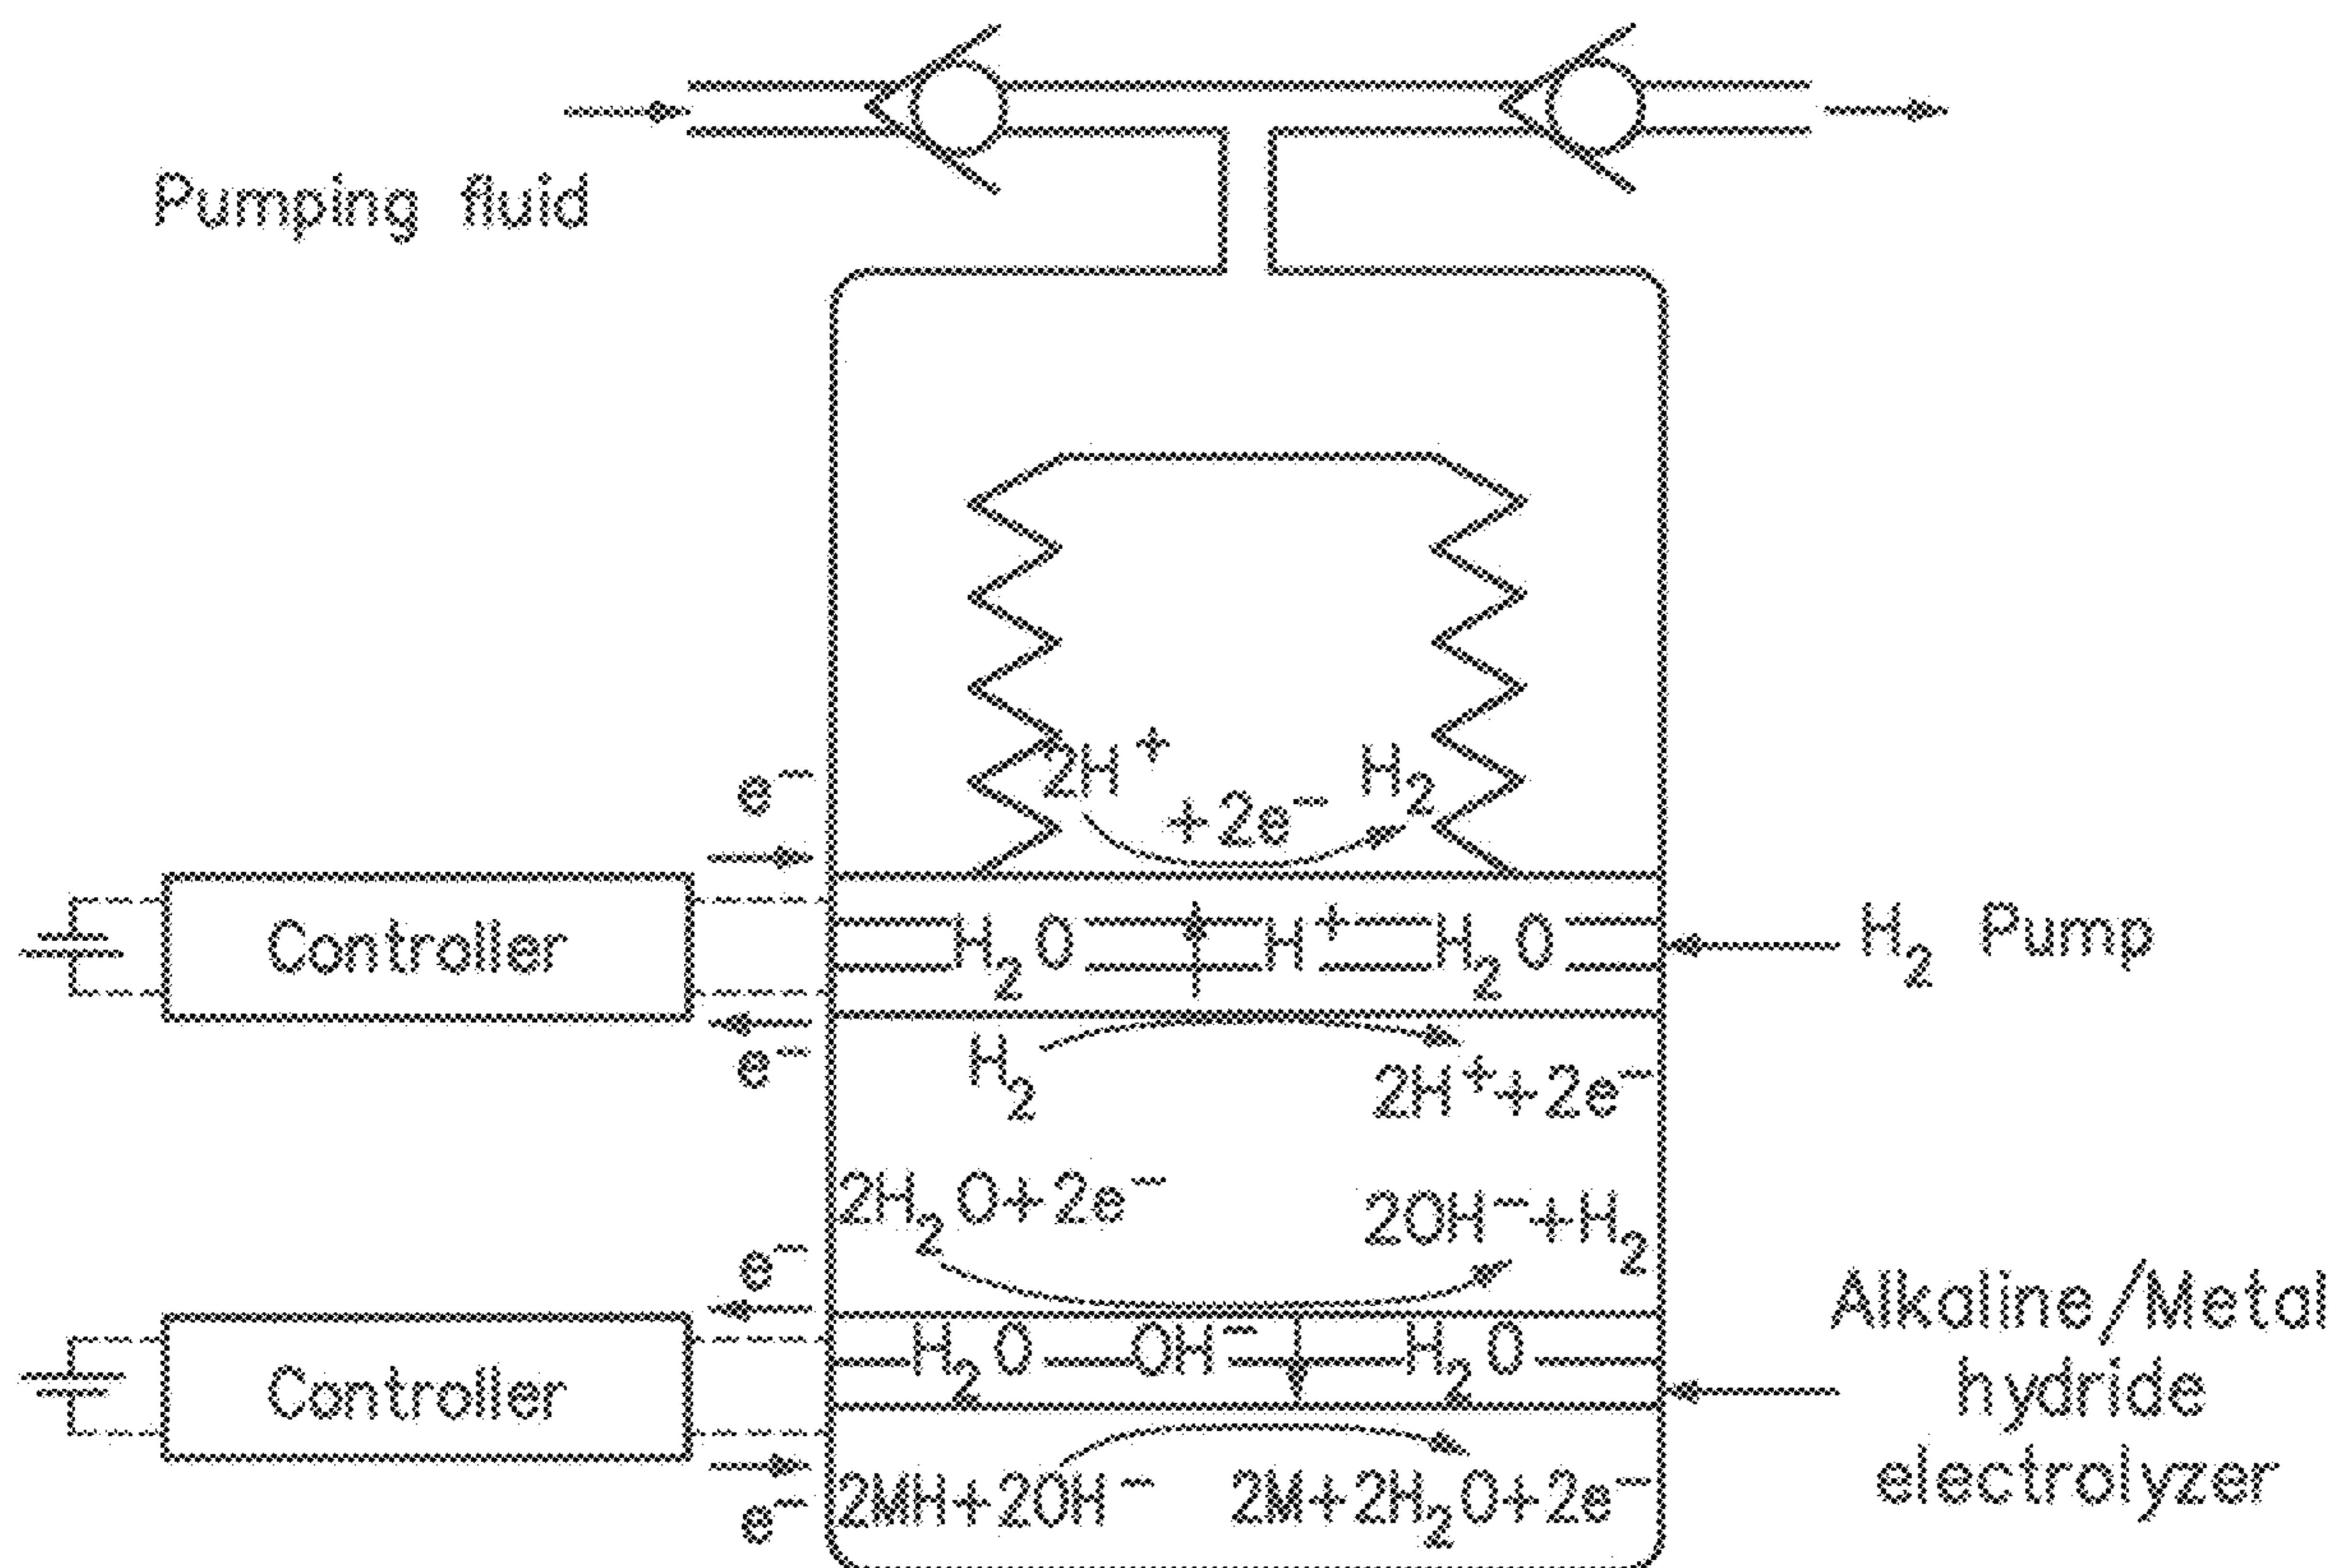 Pumping fluid
2H⁺ +2e⁻ H₂
e⁻
Controller
H₂O H⁺ H₂O
H₂ Pump
e⁻
H₂
2H⁺+2e⁻
2H₂O+2e⁻
2OH⁻+H₂
e⁻
Controller
H₂O OH⁻ H₂O
Alkaline/Metal
hydride
electrolyzer
e⁻
2MH+2OH⁻ 2M+2H₂O+2e⁻